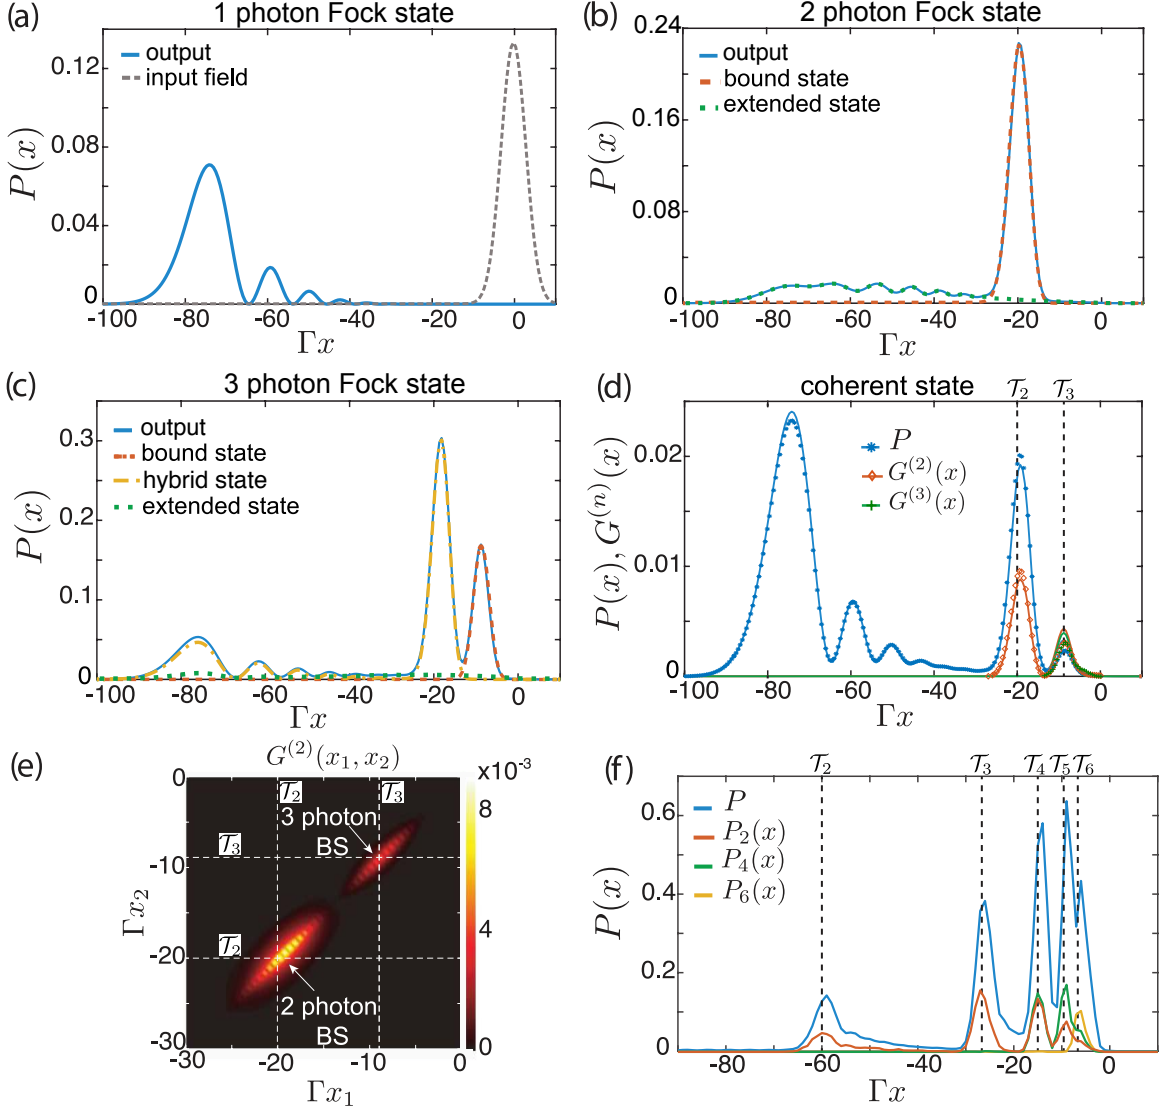 (a) 1 photon Fock state
output
input field
P(x)
0.12
0.08
0.04
0
-100 -80 -60 -40 -20 0
Γx
(b) 2 photon Fock state
output
bound state
extended state
P(x)
0.24
0.16
0.08
0
-100 -80 -60 -40 -20 0
Γx
(c) 3 photon Fock state
output
bound state
hybrid state
extended state
P(x)
0.3
0.2
0.1
0
-100 -80 -60 -40 -20 0
Γx
(d) coherent state
𝒯₂ 𝒯₃
P
G⁽²⁾(x)
G⁽³⁾(x)
P(x), G⁽ⁿ⁾(x)
0.02
0.01
0
-100 -80 -60 -40 -20 0
Γx
(e) G⁽²⁾(x₁, x₂)
x10⁻³
𝒯₂ 𝒯₃
3 photon
BS
𝒯₃
𝒯₂
2 photon
BS
Γx₂
0
-10
-20
-30
-30 -20 -10 0
Γx₁
8
4
0
(f)
𝒯₂ 𝒯₃ 𝒯₄ 𝒯₅ 𝒯₆
P
P₂(x)
P₄(x)
P₆(x)
P(x)
0.6
0.4
0.2
0
-80 -60 -40 -20 0
Γx